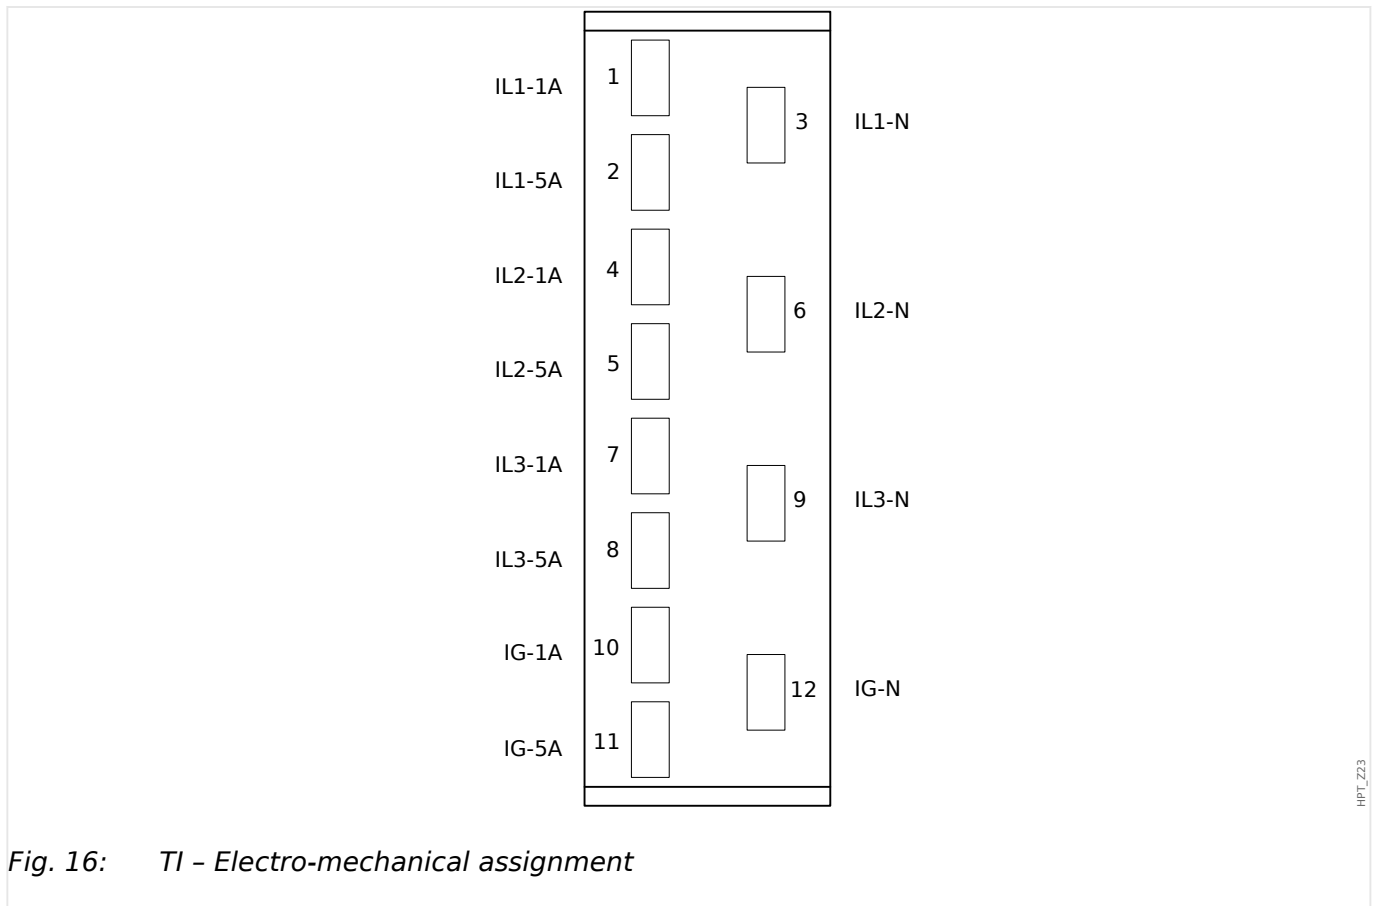 IL1-1A 1
3 IL1-N
IL1-5A 2
IL2-1A 4
6 IL2-N
IL2-5A 5
IL3-1A 7
9 IL3-N
IL3-5A 8
IG-1A 10
12 IG-N
IG-5A 11
HPT_Z23
Fig. 16: TI – Electro-mechanical assignment